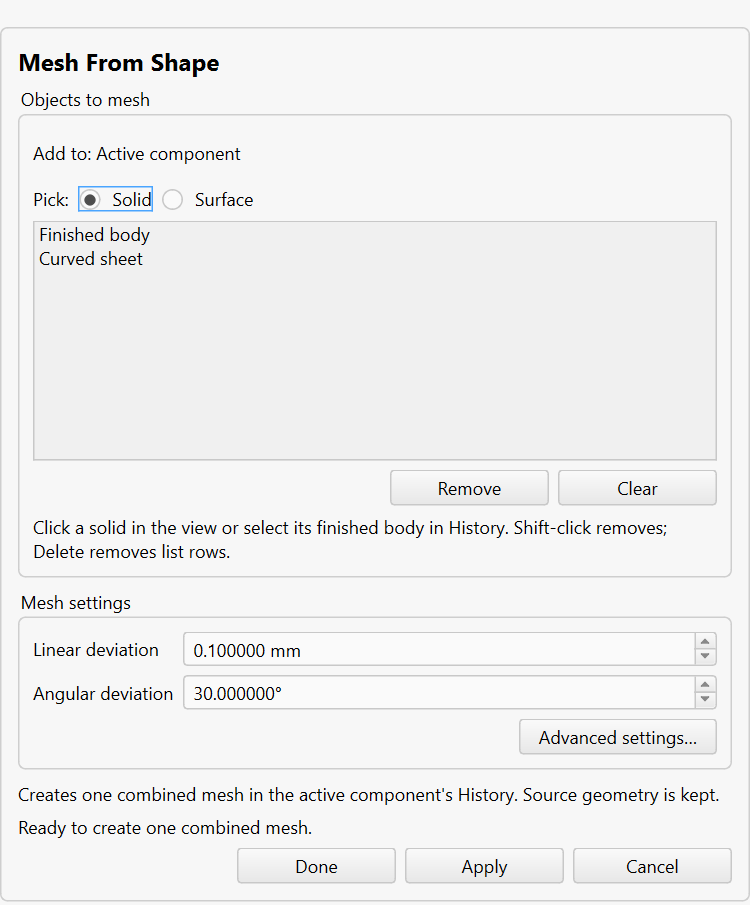 Mesh From Shape
Objects to mesh
Add to: Active component
Pick: Solid Surface
Finished body
Curved sheet
Remove Clear
Click a solid in the view or select its finished body in History. Shift-click removes;
Delete removes list rows.
Mesh settings
Linear deviation 0.100000 mm
Angular deviation 30.000000°
Advanced settings...
Creates one combined mesh in the active component's History. Source geometry is kept.
Ready to create one combined mesh.
Done Apply Cancel